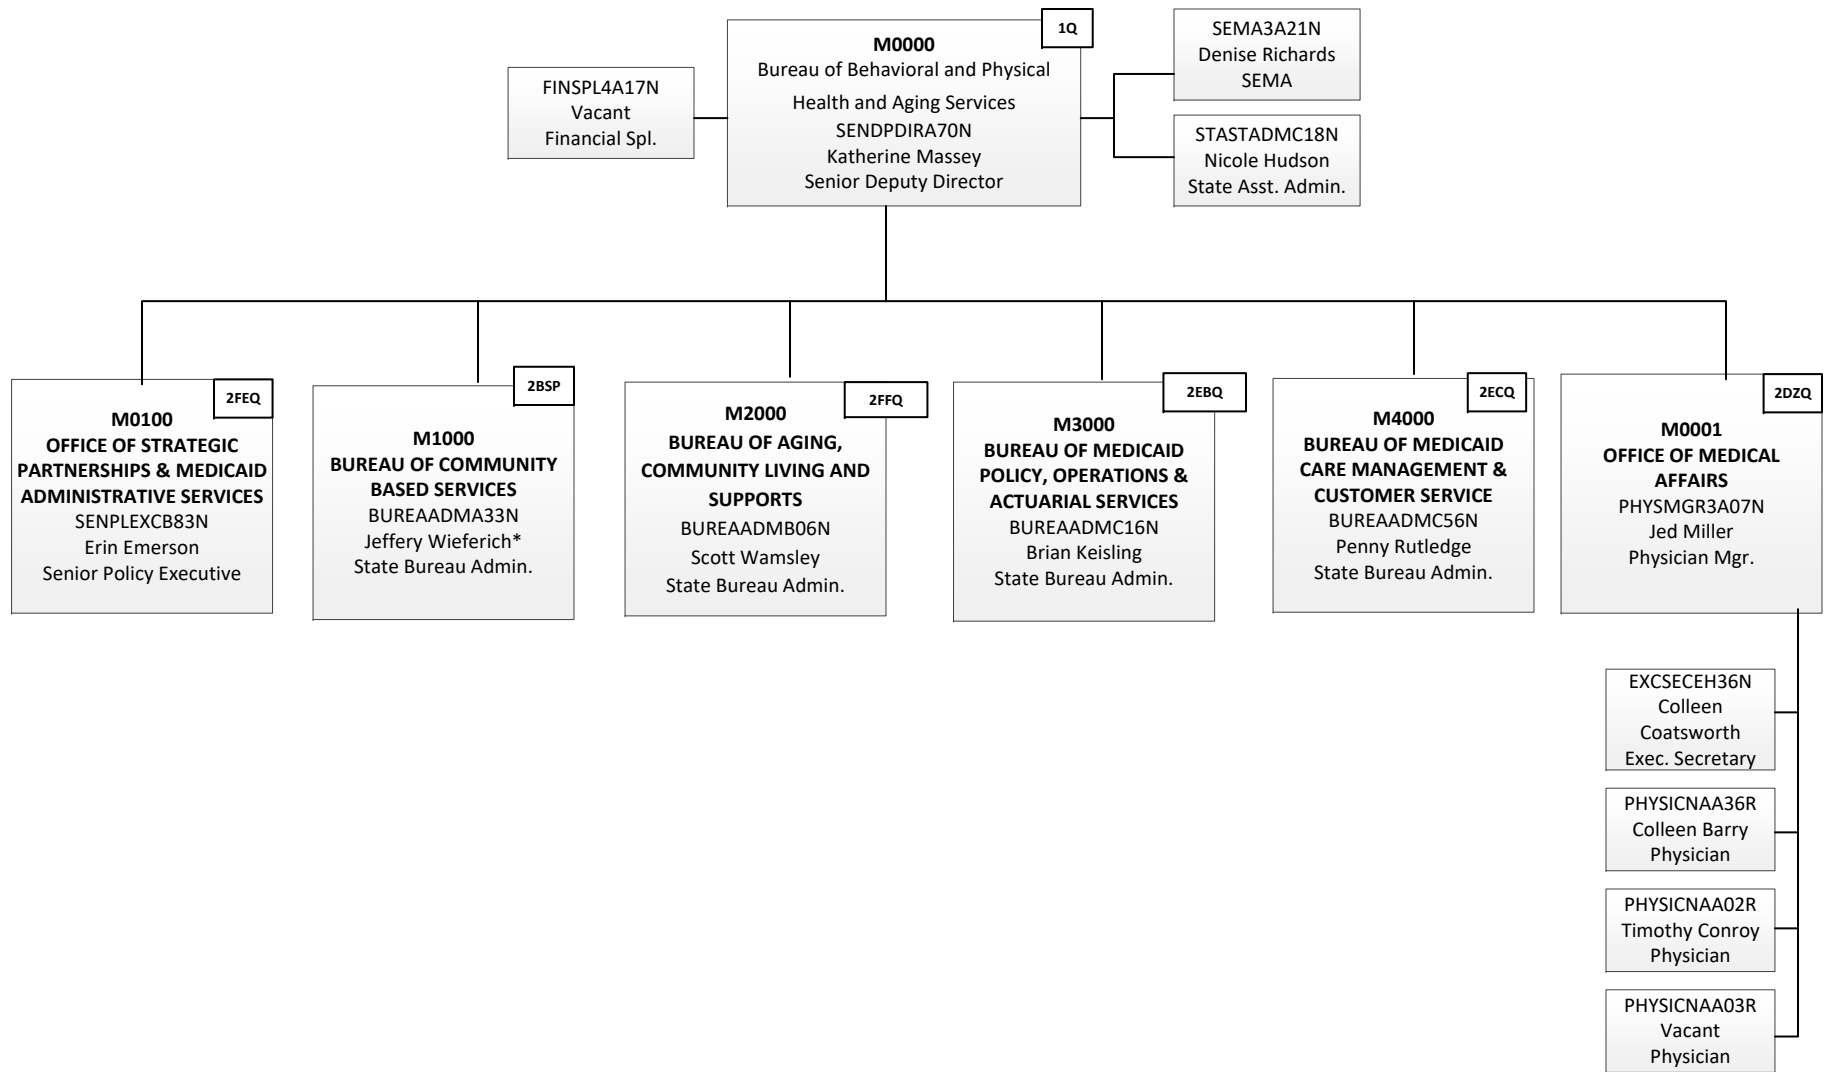 1Q
M0000
Bureau of Behavioral and Physical
Health and Aging Services
SENDPDIRA70N
Katherine Massey
Senior Deputy Director
FINSPL4A17N
Vacant
Financial Spl.
SEMA3A21N
Denise Richards
SEMA
STASTADMC18N
Nicole Hudson
State Asst. Admin.
2FEQ
M0100
OFFICE OF STRATEGIC
PARTNERSHIPS & MEDICAID
ADMINISTRATIVE SERVICES
SENPLEXCB83N
Erin Emerson
Senior Policy Executive
2BSP
M1000
BUREAU OF COMMUNITY
BASED SERVICES
BUREAADMA33N
Jeffery Wieferich*
State Bureau Admin.
2FFQ
M2000
BUREAU OF AGING,
COMMUNITY LIVING AND
SUPPORTS
BUREAADMB06N
Scott Wamsley
State Bureau Admin.
2EBQ
M3000
BUREAU OF MEDICAID
POLICY, OPERATIONS &
ACTUARIAL SERVICES
BUREAADMC16N
Brian Keisling
State Bureau Admin.
2ECQ
M4000
BUREAU OF MEDICAID
CARE MANAGEMENT &
CUSTOMER SERVICE
BUREAADMC56N
Penny Rutledge
State Bureau Admin.
2DZQ
M0001
OFFICE OF MEDICAL
AFFAIRS
PHYSMGR3A07N
Jed Miller
Physician Mgr.
EXCSECEH36N
Colleen
Coatsworth
Exec. Secretary
PHYSICNAA36R
Colleen Barry
Physician
PHYSICNAA02R
Timothy Conroy
Physician
PHYSICNAA03R
Vacant
Physician